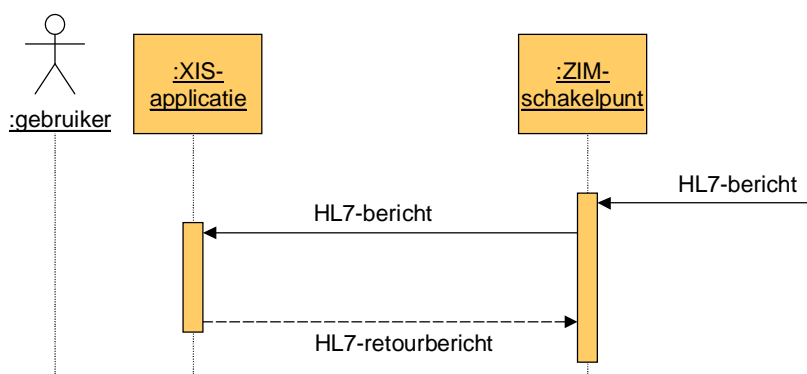 :gebruiker
:XIS-
applicatie
:ZIM-
schakelpunt
HL7-bericht
HL7-bericht
HL7-retourbericht